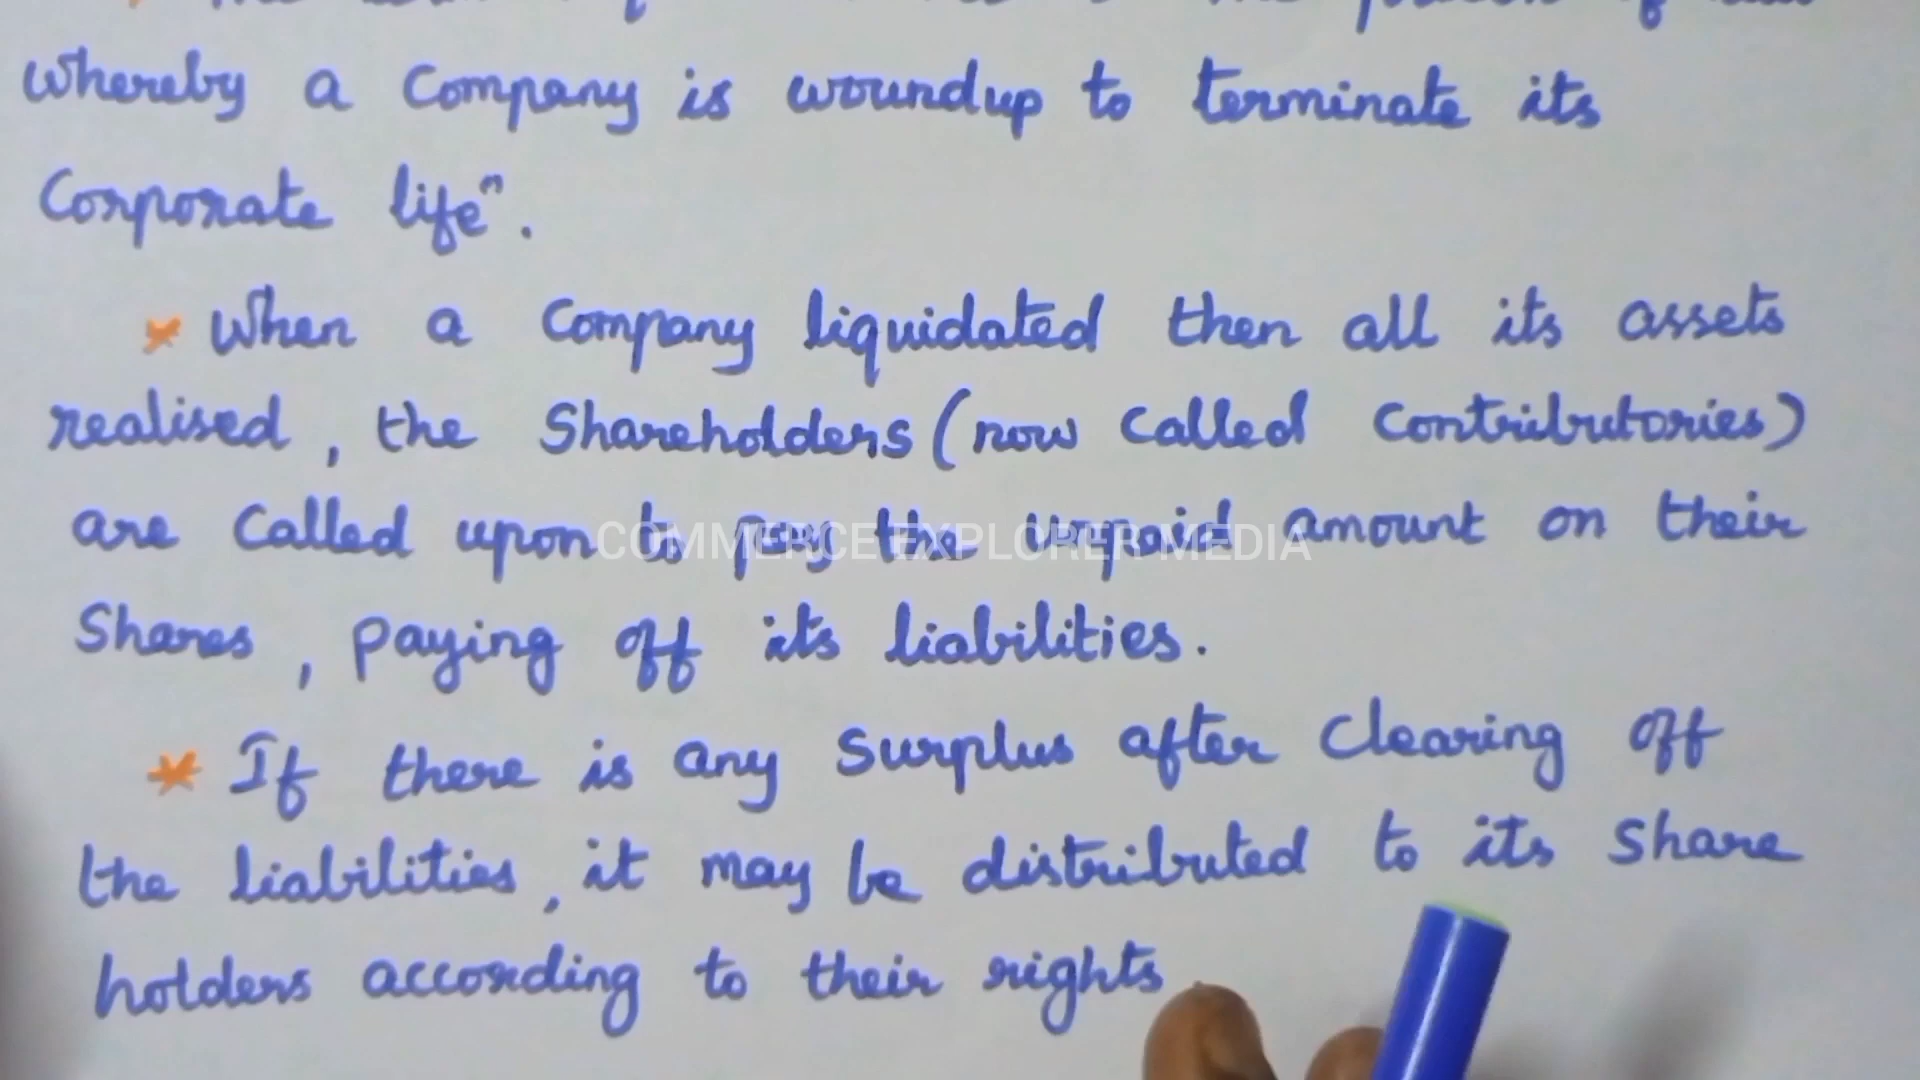 whereby a Company is woundup to terminate its
Corporate life".
* When a Company liquidated then all its assets
realised, the Shareholders (now called Contributories)
are called upon to pay the unpaid amount on their
COMMERCE EXPLORER MEDIA
Shares, paying off its liabilities.
* If there is any Surplus after Clearing off
the liabilities, it may be distributed to its Share
holders according to their rights